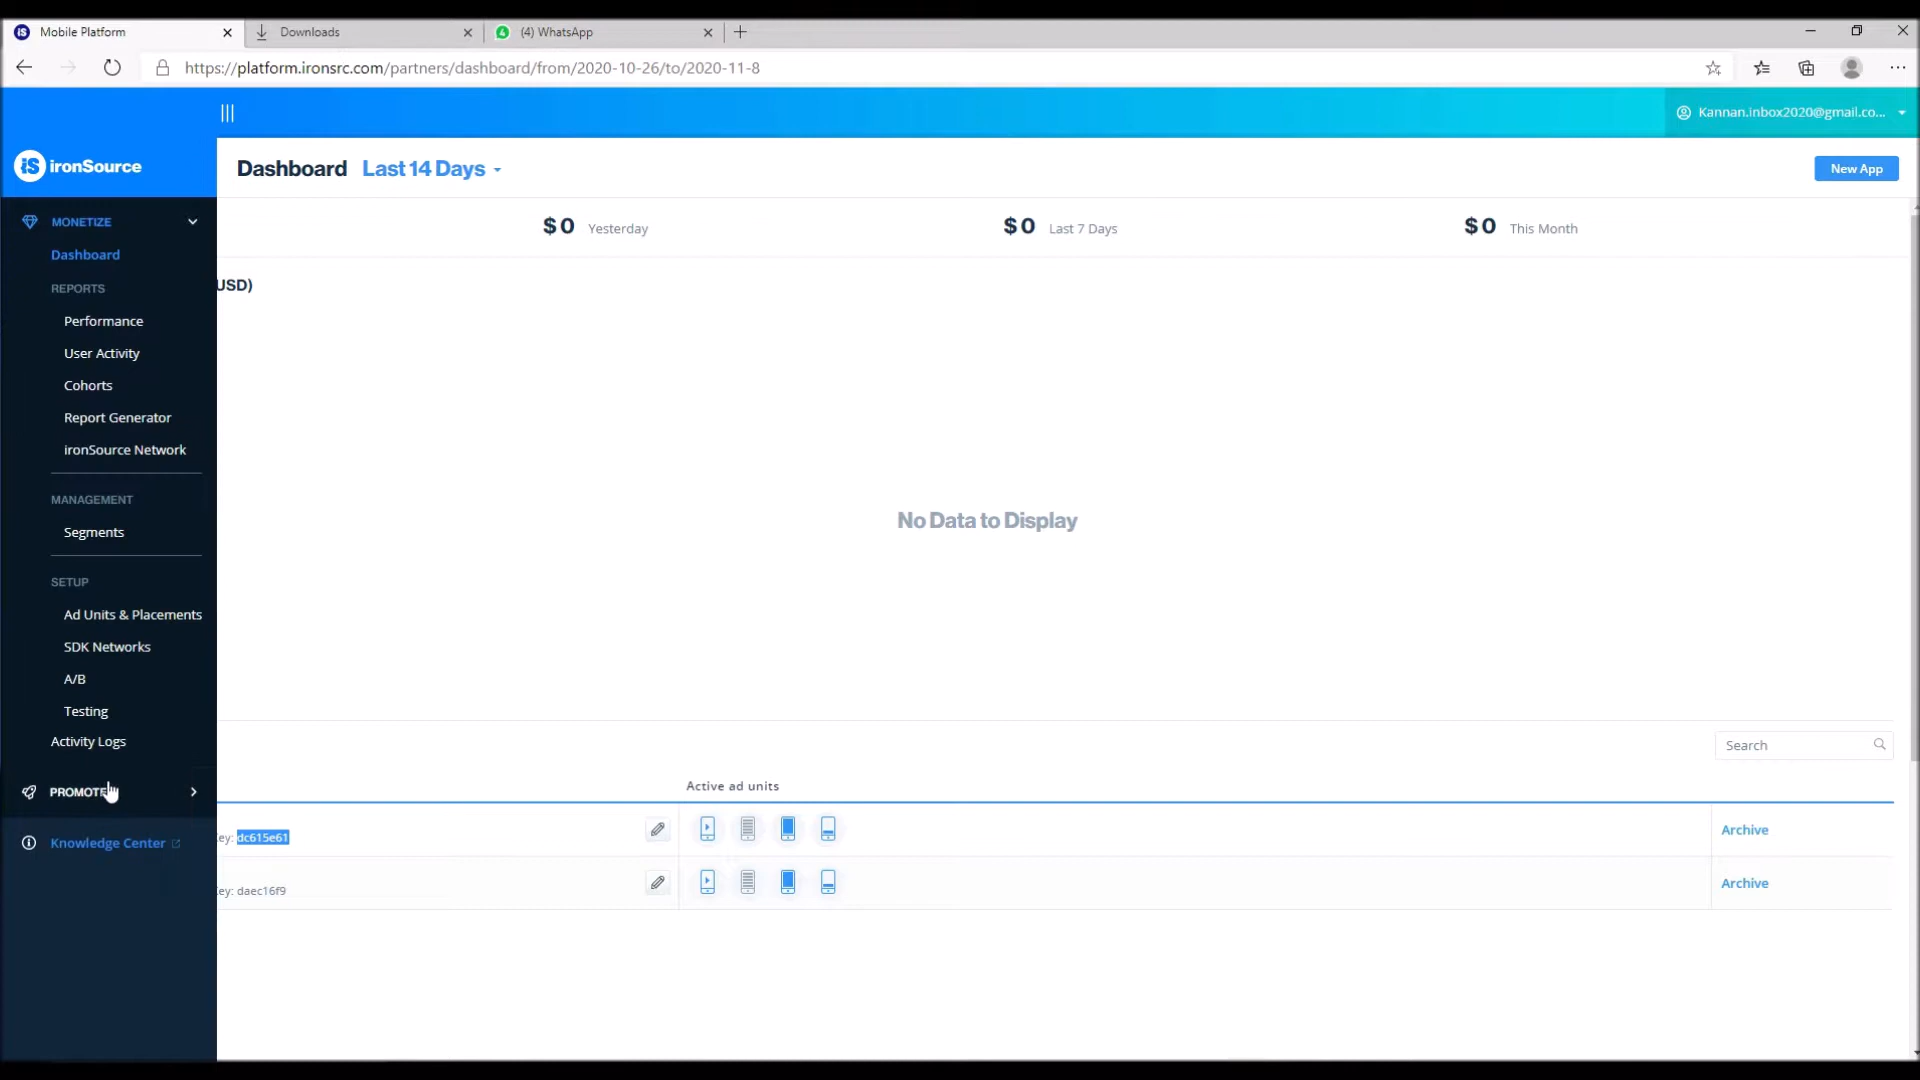 Mobile Platform
Downloads
(4) WhatsApp
https://platform.ironsrc.com/partners/dashboard/from/2020-10-26/to/2020-11-8
Kannan.inbox2020@gmail.co...
iS ironSource
Dashboard Last 14 Days
New App
MONETIZE
Dashboard
REPORTS
Performance
User Activity
Cohorts
Report Generator
ironSource Network
MANAGEMENT
Segments
SETUP
Ad Units & Placements
SDK Networks
A/B
Testing
Activity Logs
PROMOTE
Knowledge Center
$0 Yesterday
$0 Last 7 Days
$0 This Month
USD)
No Data to Display
Search
Active ad units
ey: dc615e61
Archive
ey: daec16f9
Archive